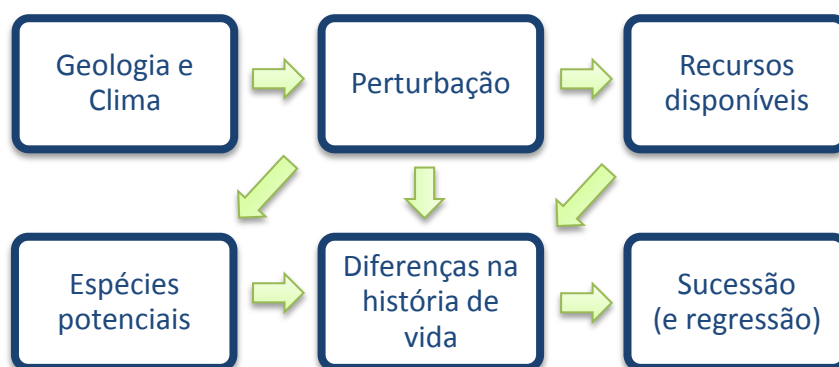 Geologia e
Clima
Perturbação
Recursos
disponíveis
Espécies
potenciais
Diferenças na
história de
vida
Sucessão
(e regressão)